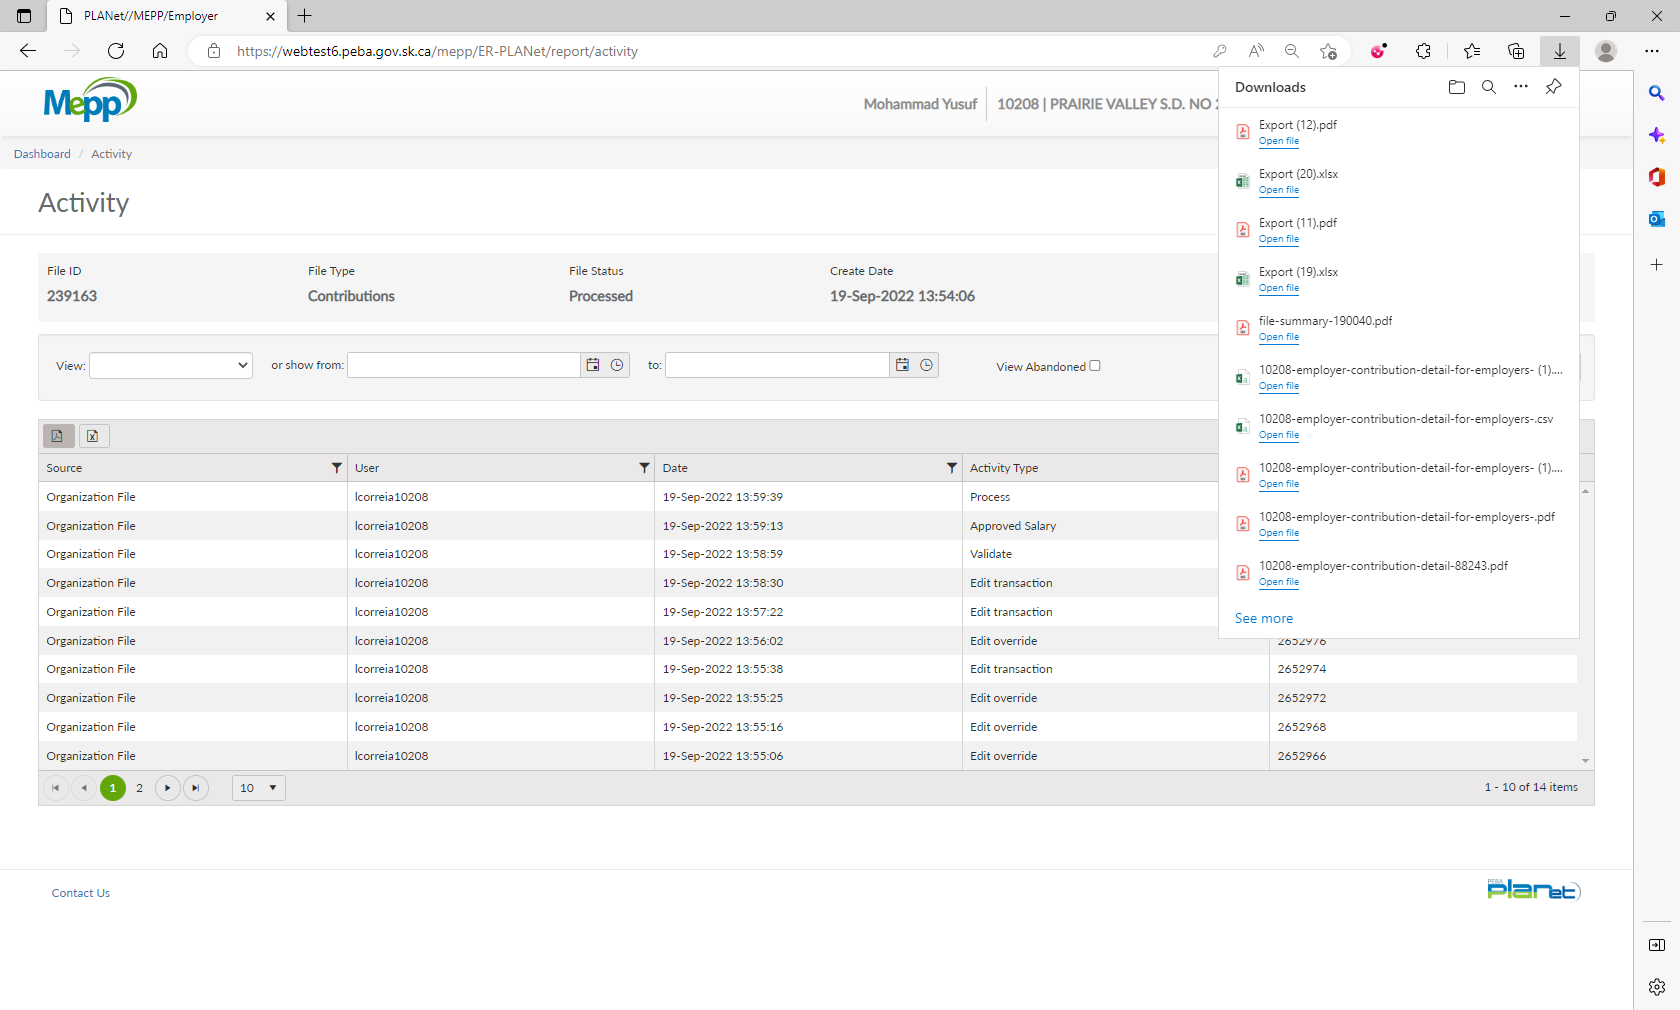 PLANet//MEPP/Employer
https://webtest6.peba.gov.sk.ca/mepp/ER-PLANet/report/activity
Mepp
Mohammad Yusuf
10208 | PRAIRIE VALLEY S.D. NO 2
Dashboard / Activity
Activity
File ID
File Type
File Status
Create Date
239163
Contributions
Processed
19-Sep-2022 13:54:06
View:
or show from:
to:
View Abandoned
Source
User
Date
Activity Type
Organization File
lcorreia10208
19-Sep-2022 13:59:39
Process
Organization File
lcorreia10208
19-Sep-2022 13:59:13
Approved Salary
Organization File
lcorreia10208
19-Sep-2022 13:58:59
Validate
Organization File
lcorreia10208
19-Sep-2022 13:58:30
Edit transaction
Organization File
lcorreia10208
19-Sep-2022 13:57:22
Edit transaction
Organization File
lcorreia10208
19-Sep-2022 13:56:02
Edit override
2652976
Organization File
lcorreia10208
19-Sep-2022 13:55:38
Edit transaction
2652974
Organization File
lcorreia10208
19-Sep-2022 13:55:25
Edit override
2652972
Organization File
lcorreia10208
19-Sep-2022 13:55:16
Edit override
2652968
Organization File
lcorreia10208
19-Sep-2022 13:55:06
Edit override
2652966
1
2
10
1 - 10 of 14 items
Contact Us
PEBA
PLANet
Downloads
Export (12).pdf
Open file
Export (20).xlsx
Open file
Export (11).pdf
Open file
Export (19).xlsx
Open file
file-summary-190040.pdf
Open file
10208-employer-contribution-detail-for-employers- (1)....
Open file
10208-employer-contribution-detail-for-employers-.csv
Open file
10208-employer-contribution-detail-for-employers- (1)....
Open file
10208-employer-contribution-detail-for-employers-.pdf
Open file
10208-employer-contribution-detail-88243.pdf
Open file
See more